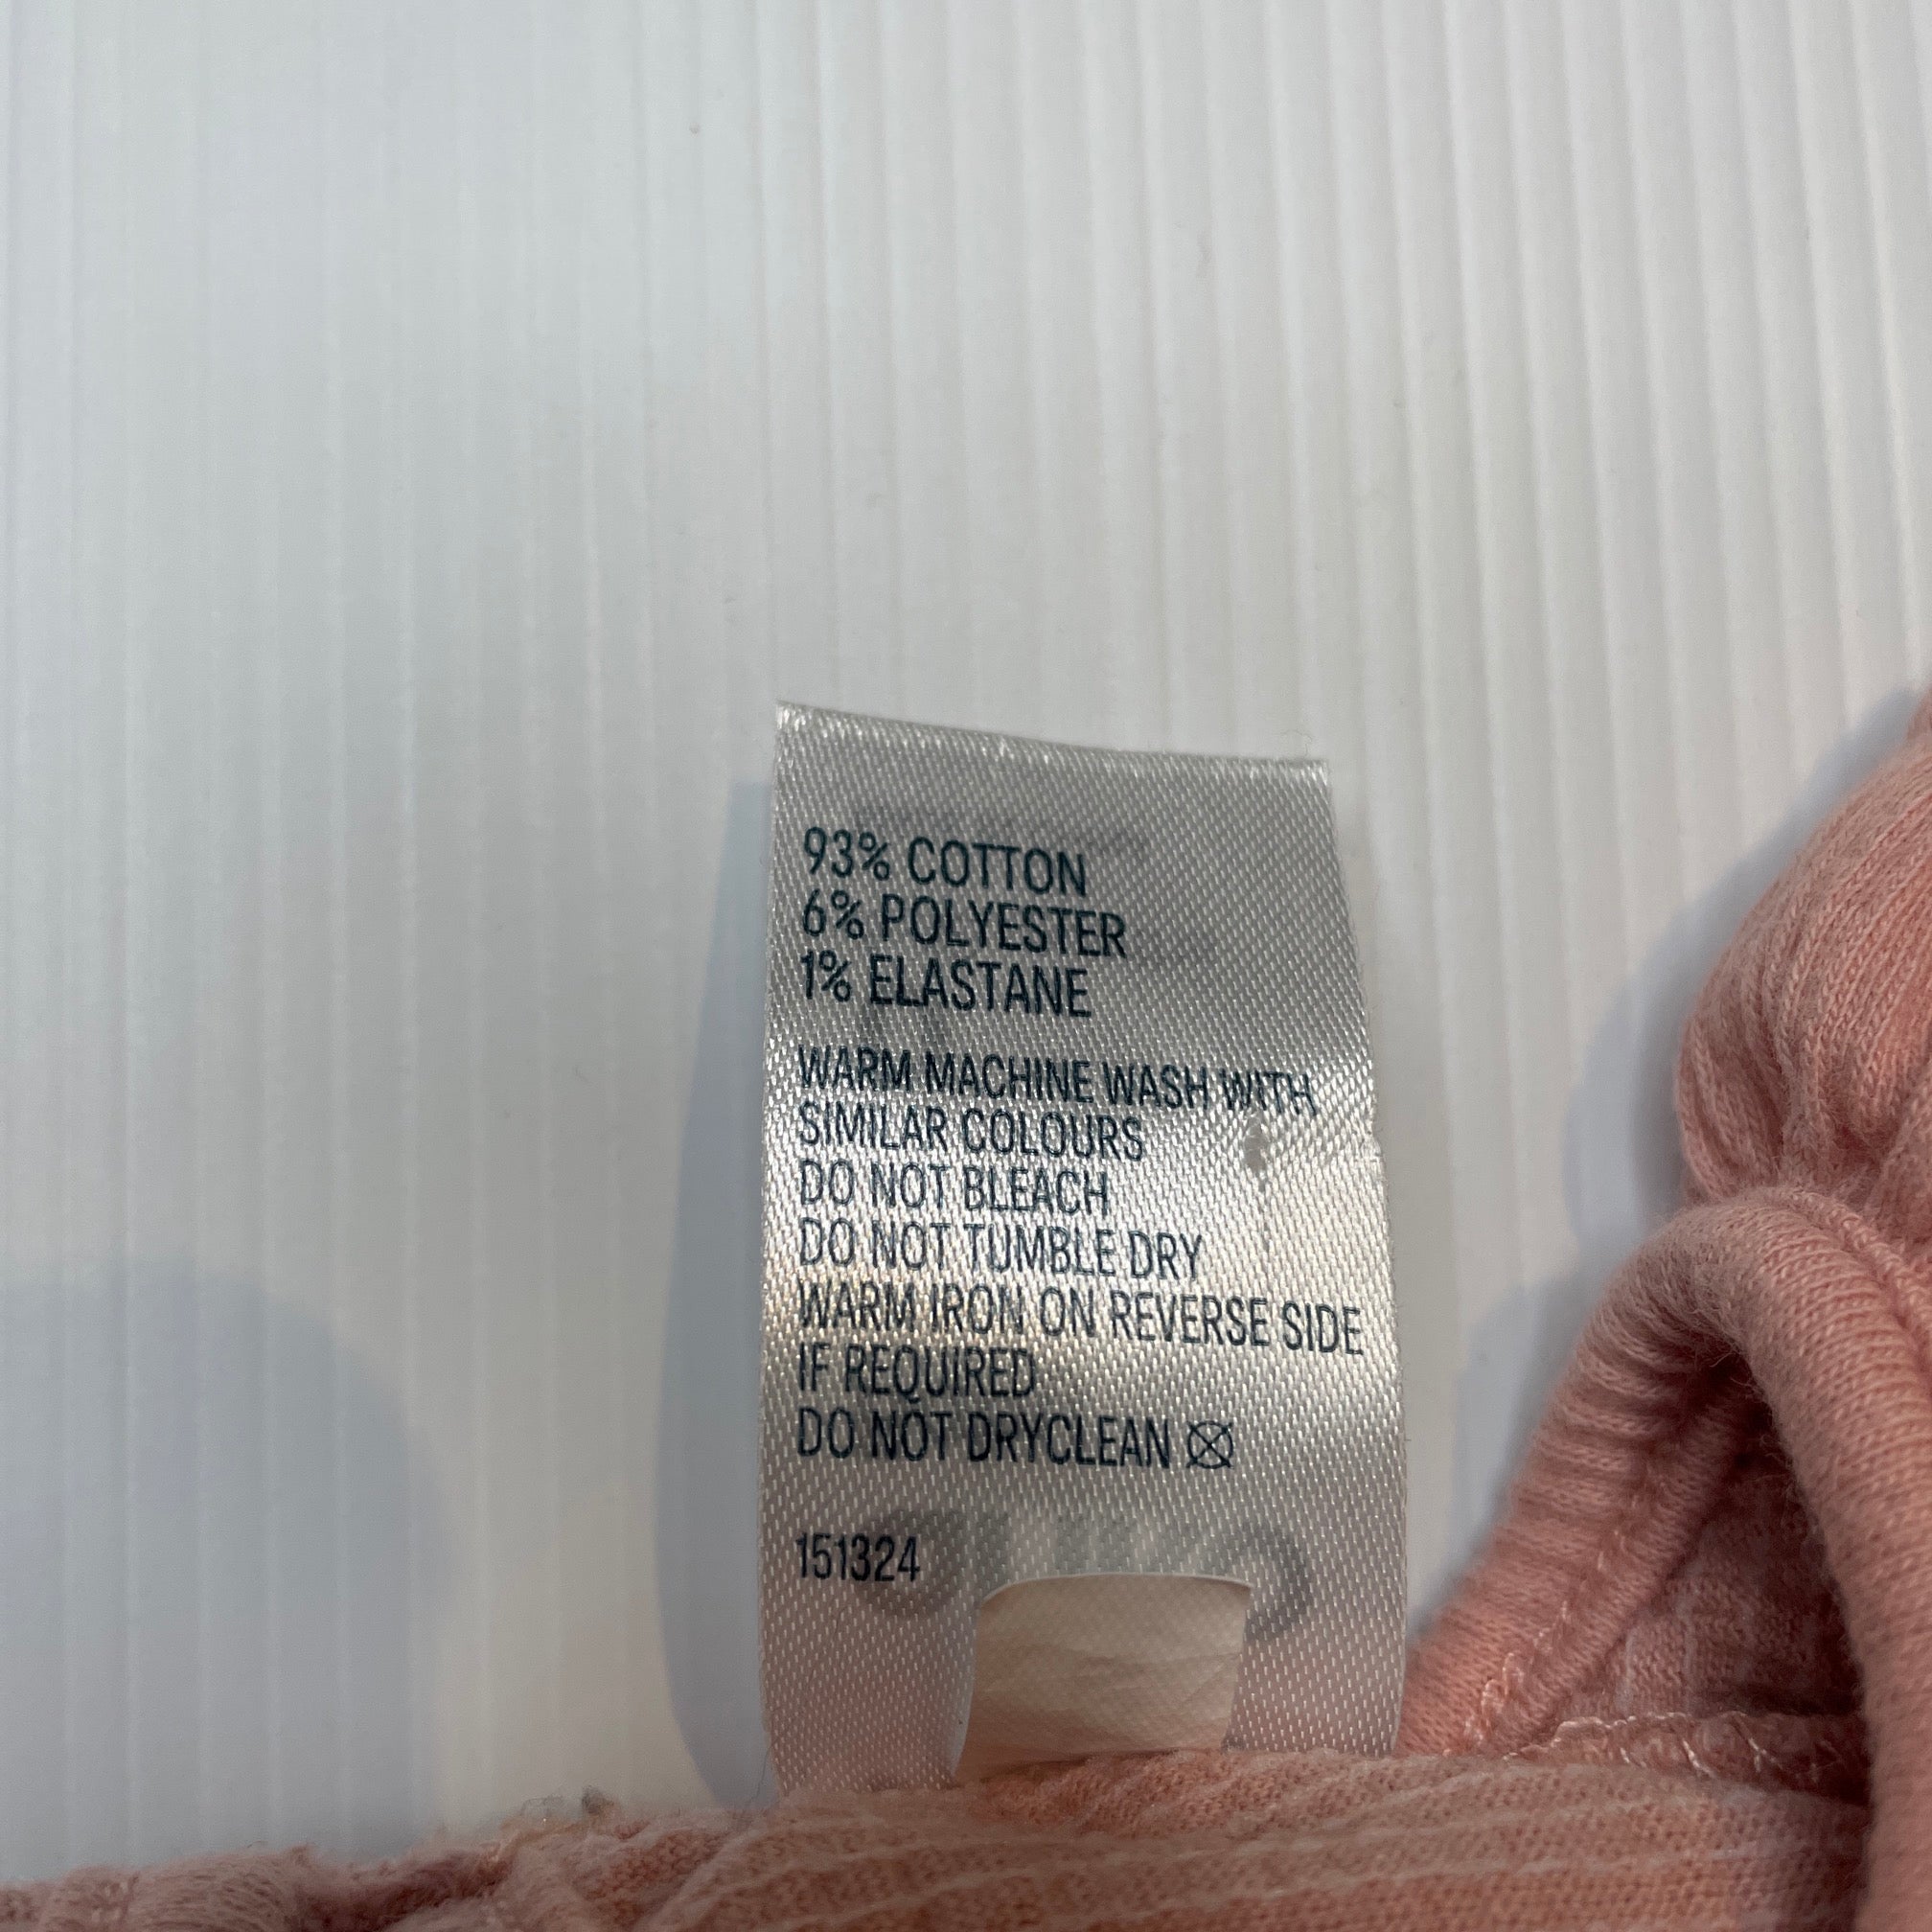 93% COTTON
6% POLYESTER
1% ELASTANE
WARM MACHINE WASH WITH
SIMILAR COLOURS
DO NOT BLEACH
DO NOT TUMBLE DRY
WARM IRON ON REVERSE SIDE
IF REQUIRED
DO NOT DRYCLEAN
151324